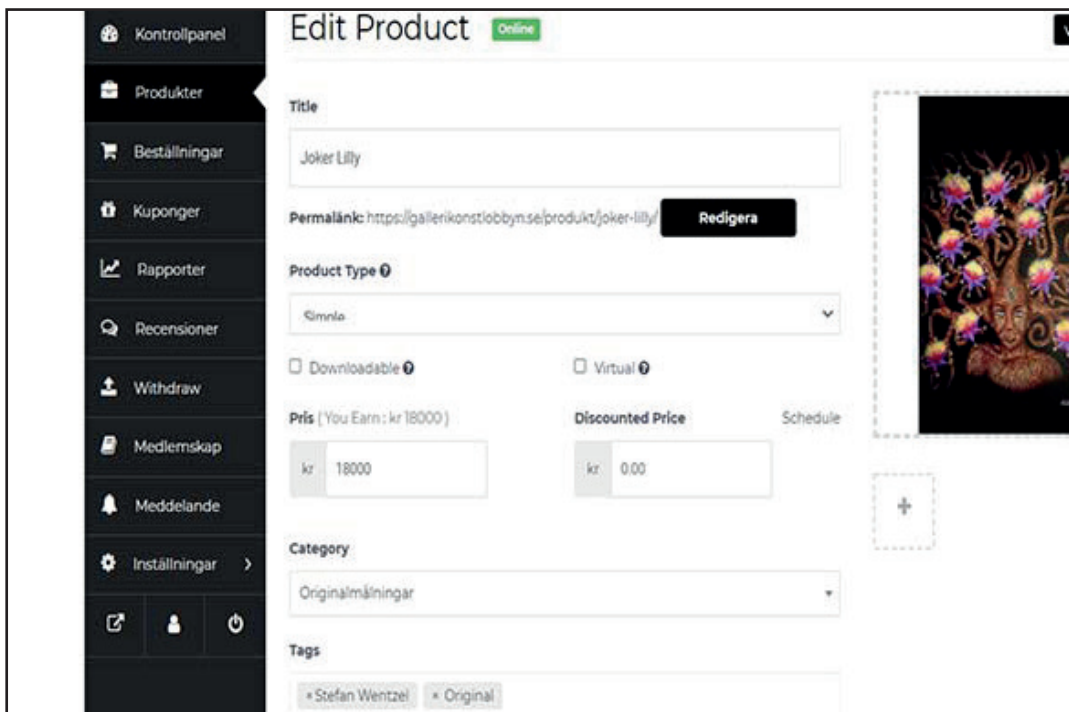 Kontrollpanel
Produkter
Beställningar
Kuponger
Rapporter
Recensioner
Withdraw
Medlemskap
Meddelande
Inställningar
Edit Product Online
Title
Joker Lilly
Permalänk: https://gallerikonstlobbyn.se/produkt/joker-lilly/ Redigera
Product Type
Simple
Downloadable Virtual
Pris ( You Earn : kr 18000 ) Discounted Price Schedule
kr 18000 kr 0.00
Category
Originalmålningar
Tags
× Stefan Wentzel × Original